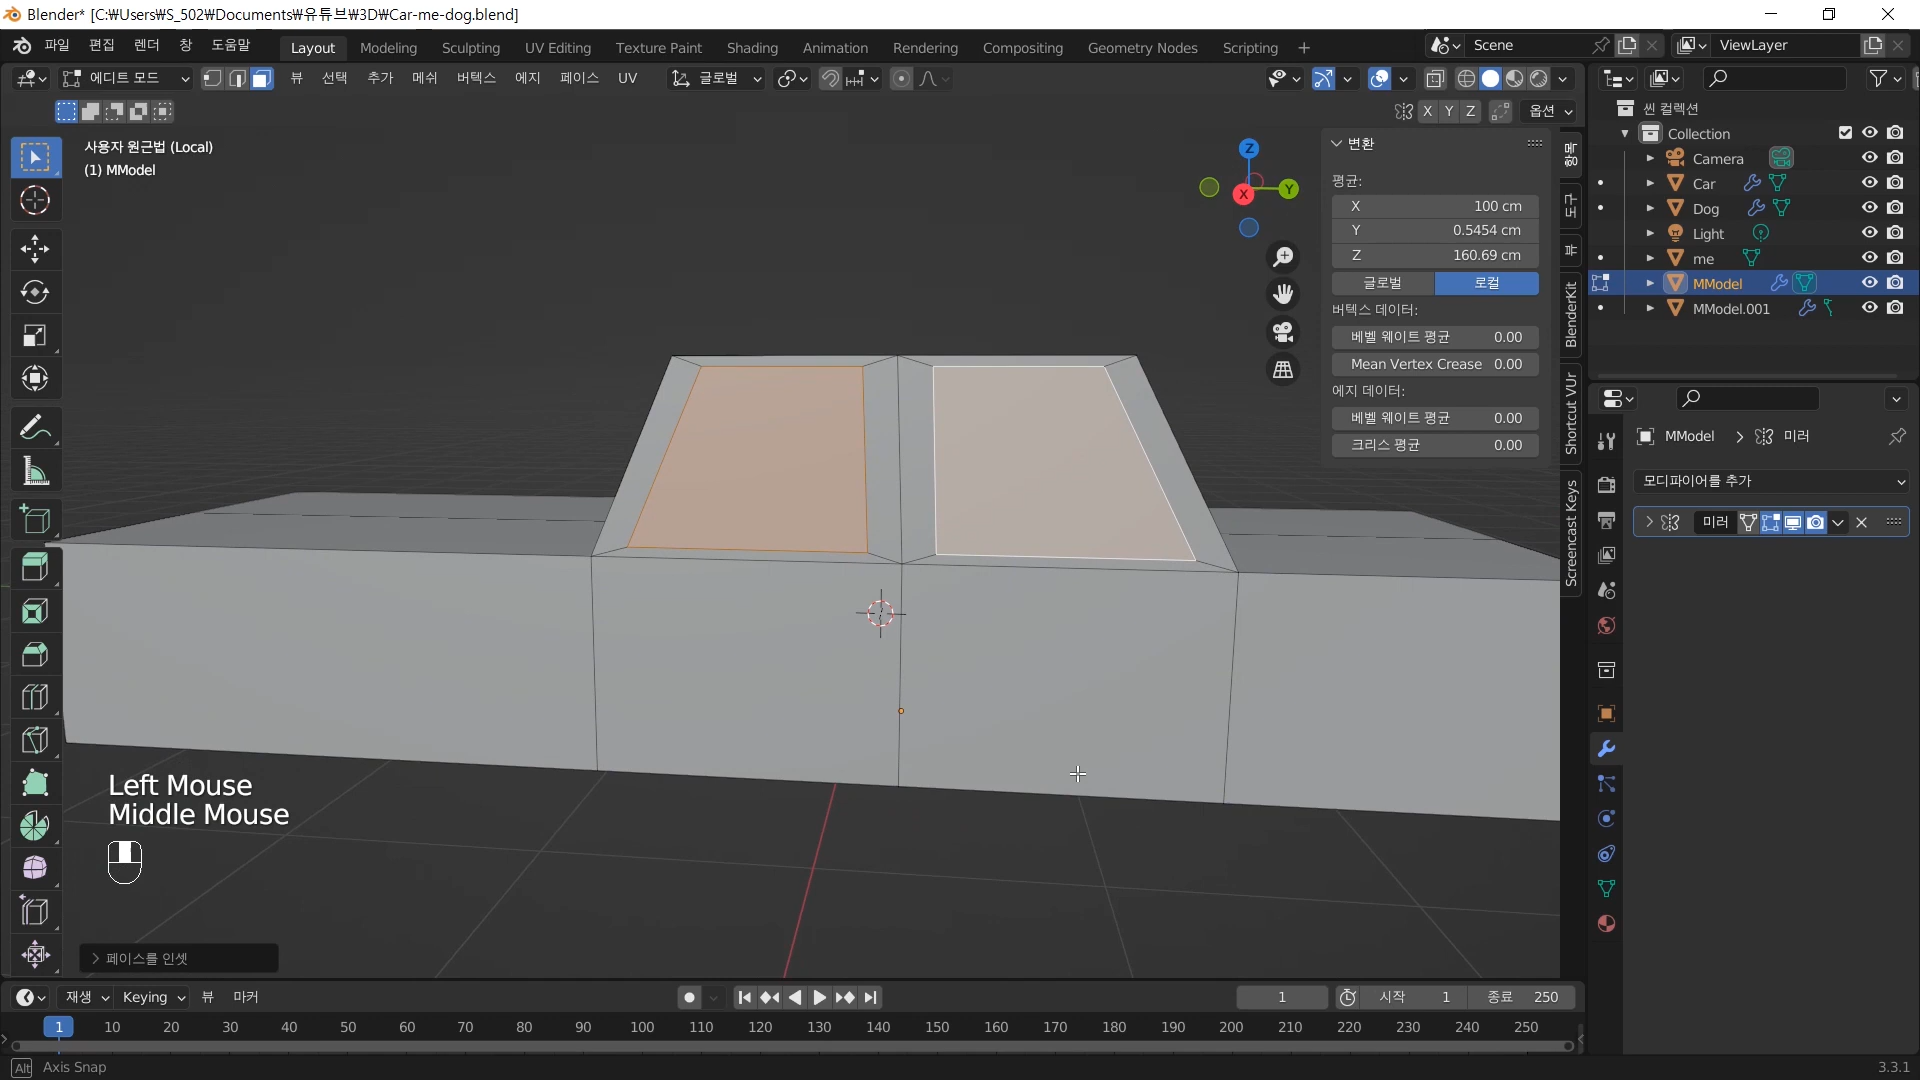 Blender* [C:₩Users₩S_502₩Documents₩유튜브₩3D₩Car-me-dog.blend]
파일 편집 렌더 창 도움말 Layout Modeling Sculpting UV Editing Texture Paint Shading Animation Rendering Compositing Geometry Nodes Scripting + Scene ViewLayer
에디트 모드 뷰 선택 추가 메쉬 버텍스 에지 페이스 UV 글로벌
X Y Z 옵션
사용자 원근법 (Local)
(1) MModel
Z
Y
X
변환
평균:
X 100 cm
Y 0.5454 cm
Z 160.69 cm
글로벌 로컬
버텍스 데이터:
베벨 웨이트 평균 0.00
Mean Vertex Crease 0.00
에지 데이터:
베벨 웨이트 평균 0.00
크리스 평균 0.00
항목
도구
뷰
BlenderKit
Shortcut VUr
Screencast Keys
씬 컬렉션
Collection
Camera
Car
Dog
Light
me
MModel
MModel.001
MModel > 미러
모디파이어를 추가
미러
Left Mouse
Middle Mouse
페이스를 인셋
재생 Keying 뷰 마커 1 시작 1 종료 250
1 10 20 30 40 50 60 70 80 90 100 110 120 130 140 150 160 170 180 190 200 210 220 230 240 250
Alt Axis Snap 3.3.1